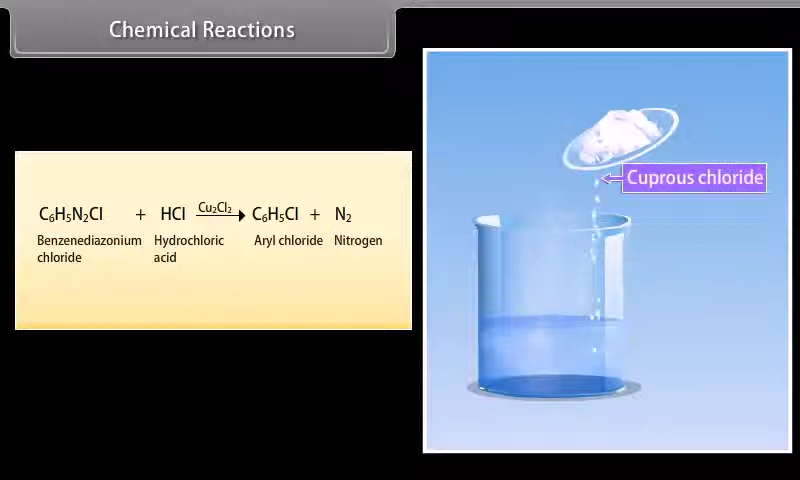 Chemical Reactions
C₆H₅N₂Cl + HCl Cu₂Cl₂ → C₆H₅Cl + N₂
Benzenediazonium chloride
Hydrochloric acid
Aryl chloride
Nitrogen
Cuprous chloride